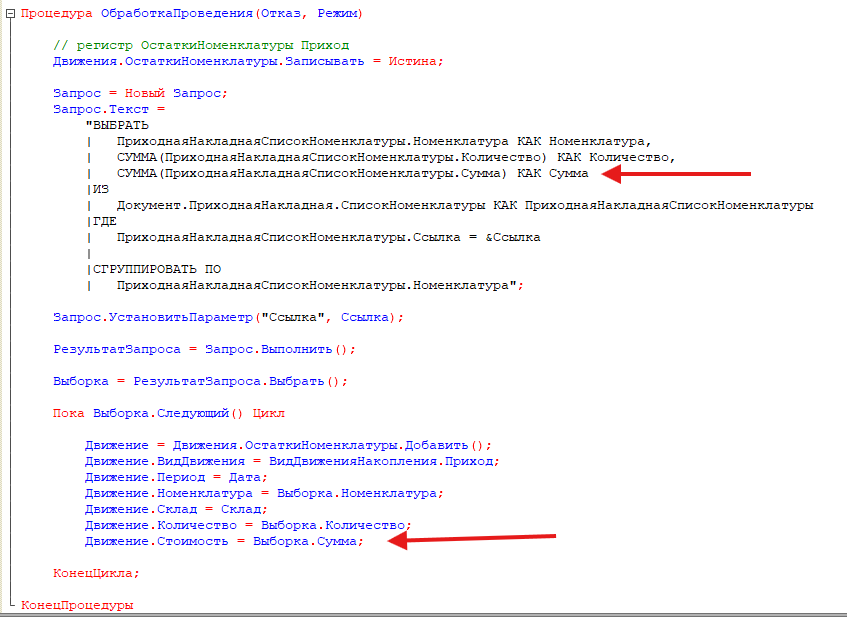 Процедура ОбработкаПроведения(Отказ, Режим)
// регистр ОстаткиНоменклатуры Приход
Движения.ОстаткиНоменклатуры.Записывать = Истина;
Запрос = Новый Запрос;
Запрос.Текст =
"ВЫБРАТЬ
|   ПриходнаяНакладнаяСписокНоменклатуры.Номенклатура КАК Номенклатура,
|   СУММА(ПриходнаяНакладнаяСписокНоменклатуры.Количество) КАК Количество,
|   СУММА(ПриходнаяНакладнаяСписокНоменклатуры.Сумма) КАК Сумма
|ИЗ
|   Документ.ПриходнаяНакладная.СписокНоменклатуры КАК ПриходнаяНакладнаяСписокНоменклатуры
|ГДЕ
|   ПриходнаяНакладнаяСписокНоменклатуры.Ссылка = &Ссылка
|
|СГРУППИРОВАТЬ ПО
|   ПриходнаяНакладнаяСписокНоменклатуры.Номенклатура";
Запрос.УстановитьПараметр("Ссылка", Ссылка);
РезультатЗапроса = Запрос.Выполнить();
Выборка = РезультатЗапроса.Выбрать();
Пока Выборка.Следующий() Цикл
Движение = Движения.ОстаткиНоменклатуры.Добавить();
Движение.ВидДвижения = ВидДвиженияНакопления.Приход;
Движение.Период = Дата;
Движение.Номенклатура = Выборка.Номенклатура;
Движение.Склад = Склад;
Движение.Количество = Выборка.Количество;
Движение.Стоимость = Выборка.Сумма;
КонецЦикла;
КонецПроцедуры